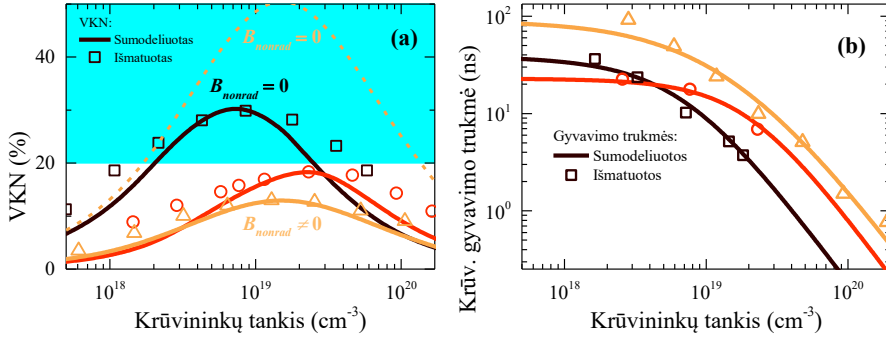 VKN:
Sumodeliuotas
Išmatuotas
(a)
B_nonrad = 0
B_nonrad = 0
B_nonrad ≠ 0
VKN (%)
0
20
40
10^18
10^19
10^20
Krūvininkų tankis (cm^-3)
(b)
Gyvavimo trukmės:
Sumodeliuotos
Išmatuotos
Krūv. gyvavimo trukmė (ns)
10^2
10^1
10^0
10^18
10^19
10^20
Krūvininkų tankis (cm^-3)